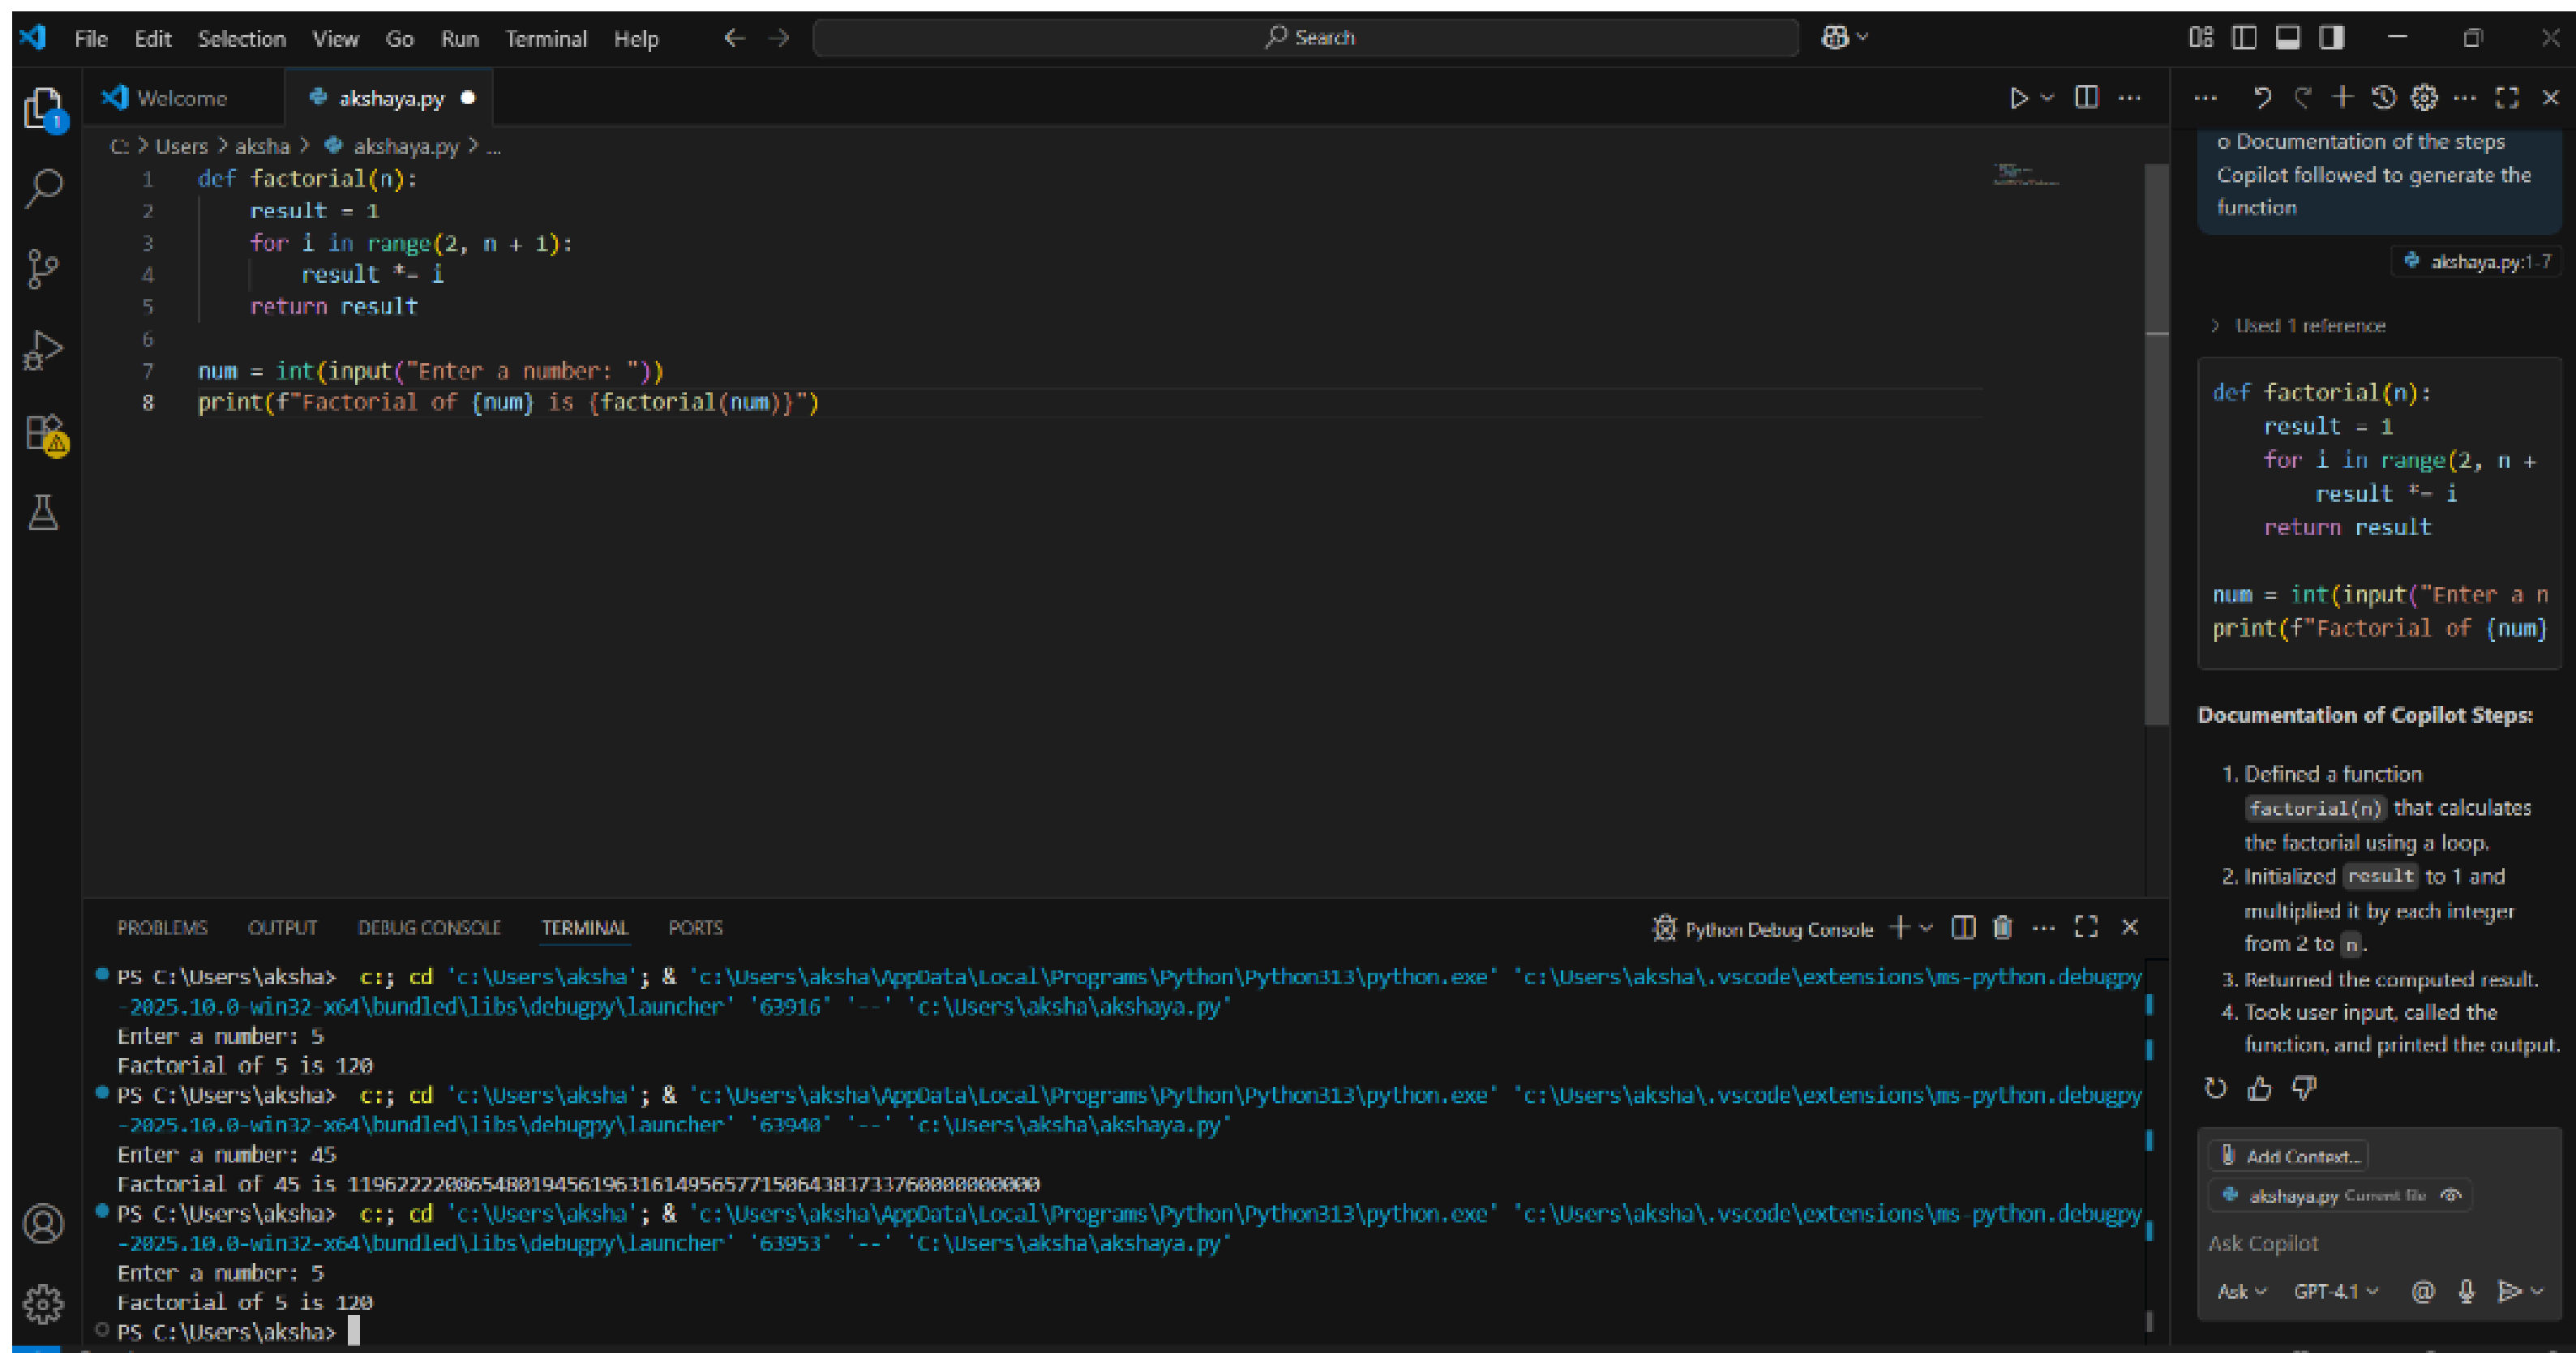 File Edit Selection View Go Run Terminal Help
Search
Welcome
akshaya.py
C: > Users > aksha > akshaya.py > ...
1 def factorial(n):
2     result = 1
3     for i in range(2, n + 1):
4         result *= i
5     return result
6
7 num = int(input("Enter a number: "))
8 print(f"Factorial of {num} is {factorial(num)}")
PROBLEMS OUTPUT DEBUG CONSOLE TERMINAL PORTS
Python Debug Console
PS C:\Users\aksha>  c:; cd 'c:\Users\aksha'; & 'c:\Users\aksha\AppData\Local\Programs\Python\Python313\python.exe' 'c:\Users\aksha\.vscode\extensions\ms-python.debugpy
-2025.10.0-win32-x64\bundled\libs\debugpy\launcher' '63916' '--' 'c:\Users\aksha\akshaya.py'
Enter a number: 5
Factorial of 5 is 120
PS C:\Users\aksha>  c:; cd 'c:\Users\aksha'; & 'c:\Users\aksha\AppData\Local\Programs\Python\Python313\python.exe' 'c:\Users\aksha\.vscode\extensions\ms-python.debugpy
-2025.10.0-win32-x64\bundled\libs\debugpy\launcher' '63940' '--' 'c:\Users\aksha\akshaya.py'
Enter a number: 45
Factorial of 45 is 119622220865480194561963161495657715064383733760000000000
PS C:\Users\aksha>  c:; cd 'c:\Users\aksha'; & 'c:\Users\aksha\AppData\Local\Programs\Python\Python313\python.exe' 'c:\Users\aksha\.vscode\extensions\ms-python.debugpy
-2025.10.0-win32-x64\bundled\libs\debugpy\launcher' '63953' '--' 'C:\Users\aksha\akshaya.py'
Enter a number: 5
Factorial of 5 is 120
PS C:\Users\aksha>
o Documentation of the steps
Copilot followed to generate the
function
akshaya.py:1-7
> Used 1 reference
def factorial(n):
    result = 1
    for i in range(2, n +
        result *= i
    return result
num = int(input("Enter a n
print(f"Factorial of {num}
Documentation of Copilot Steps:
1. Defined a function
factorial(n) that calculates
the factorial using a loop.
2. Initialized result to 1 and
multiplied it by each integer
from 2 to n.
3. Returned the computed result.
4. Took user input, called the
function, and printed the output.
Add Context...
akshaya.py Current file
Ask Copilot
Ask GPT-4.1